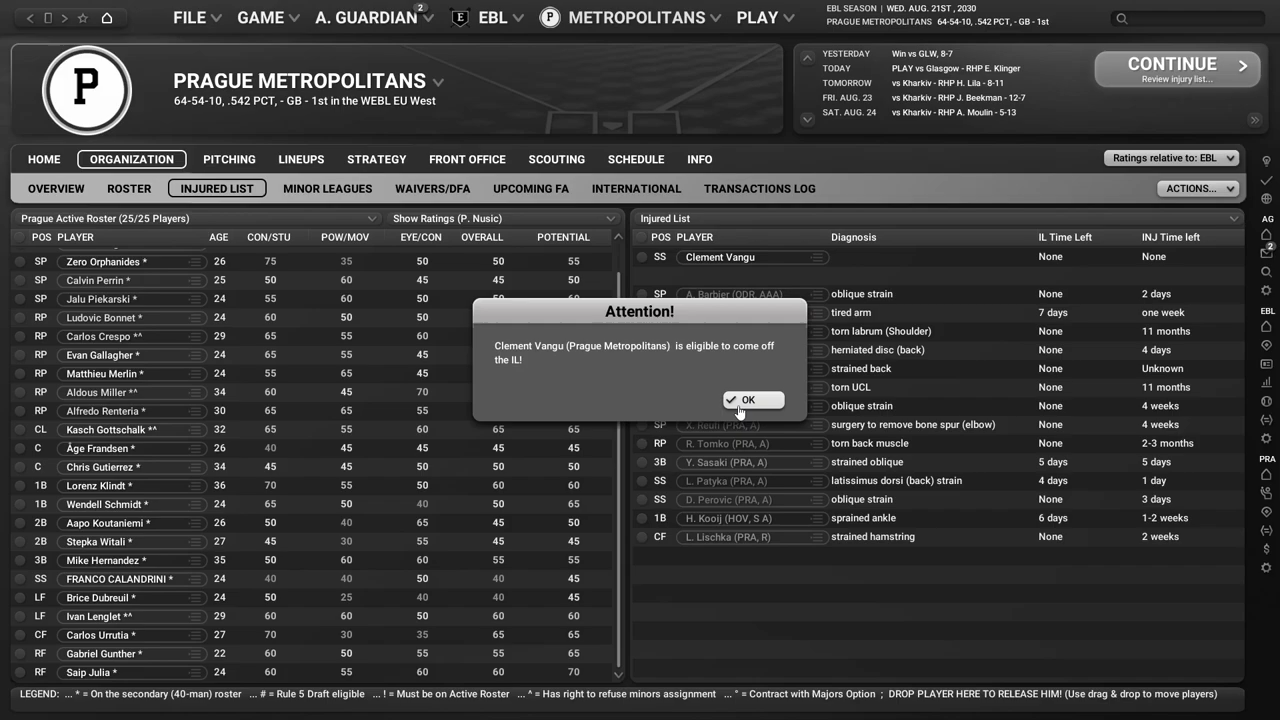 FILE GAME A. GUARDIAN 2 EBL METROPOLITANS PLAY
EBL SEASON | WED. AUG. 21ST , 2030
PRAGUE METROPOLITANS 64-54-10, .542 PCT, - GB - 1st
P
PRAGUE METROPOLITANS
64-54-10, .542 PCT, - GB - 1st in the WEBL EU West
YESTERDAY Win vs GLW, 8-7
TODAY PLAY vs Glasgow - RHP E. Klinger
TOMORROW vs Kharkiv - RHP H. Lila - 8-11
FRI. AUG. 23 vs Kharkiv - RHP J. Beekman - 12-7
SAT. AUG. 24 vs Kharkiv - RHP A. Moulin - 5-13
CONTINUE
Review injury list...
HOME ORGANIZATION PITCHING LINEUPS STRATEGY FRONT OFFICE SCOUTING SCHEDULE INFO
Ratings relative to: EBL
OVERVIEW ROSTER INJURED LIST MINOR LEAGUES WAIVERS/DFA UPCOMING FA INTERNATIONAL TRANSACTIONS LOG
ACTIONS...
Prague Active Roster (25/25 Players) Show Ratings (P. Nusic)
POS PLAYER AGE CON/STU POW/MOV EYE/CON OVERALL POTENTIAL
SP Zero Orphanides * 26 75 35 50 50 55
SP Calvin Perrin * 25 50 60 45 45 50
SP Jalu Piekarski * 24 55 60
RP Ludovic Bonnet * 24 60 50
RP Carlos Crespo *^ 29 65 55 60
RP Evan Gallagher * 24 65 55 45
RP Matthieu Merlin * 24 65 55 45
RP Aldous Miller *^ 34 60 45 70
RP Alfredo Renteria * 30 65 65 55
CL Kasch Gottschalk *^ 32 60 60 65 65 65
C Åge Frandsen * 26 40 45 45 45 50
C Chris Gutierrez * 34 45 45 50 50 50
1B Lorenz Klindt * 36 70 55 50 60 60
1B Wendell Schmidt * 24 60 60 40 50 60
2B Aapo Koutaniemi * 26 50 40 65 45 50
2B Stepka Witali * 27 45 30 55 45 45
3B Mike Hernandez * 35 60 45 60 55 55
SS FRANCO CALANDRINI * 24 40 40 50 40 45
LF Brice Dubreuil * 24 50 25 40 40 45
LF Ivan Lenglet *^ 29 60 60 50 60 60
CF Carlos Urrutia * 27 70 30 35 65 65
RF Gabriel Gunther * 22 60 50 55 55 65
RF Saip Julia * 24 60 55 60 60 70
Injured List
POS PLAYER Diagnosis IL Time Left INJ Time left
SS Clement Vangu None None
SP A. Barbier (ODR, AAA) oblique strain None 2 days
tired arm 7 days one week
torn labrum (Shoulder) None 11 months
herniated disc (back) None 4 days
strained back None Unknown
torn UCL None 11 months
oblique strain None 4 weeks
SP X. Reufi (PRA, A) surgery to remove bone spur (elbow) None 4 weeks
RP R. Tomko (PRA, A) torn back muscle None 2-3 months
3B Y. Sasaki (PRA, A) strained oblique 5 days 5 days
SS L. Patyka (PRA, A) latissimus dorsi (back) strain 4 days 1 day
SS D. Perovic (PRA, A) oblique strain None 3 days
1B H. Kooij (HOV, S A) sprained ankle 6 days 1-2 weeks
CF L. Lischka (PRA, R) strained hamstring None 2 weeks
Attention!
Clement Vangu (Prague Metropolitans) is eligible to come off
the IL!
OK
AG
2
EBL
PRA
LEGEND: ... * = On the secondary (40-man) roster ... # = Rule 5 Draft eligible ... ! = Must be on Active Roster ... ^ = Has right to refuse minors assignment ... ° = Contract with Majors Option ; DROP PLAYER HERE TO RELEASE HIM! (Use drag & drop to move players)